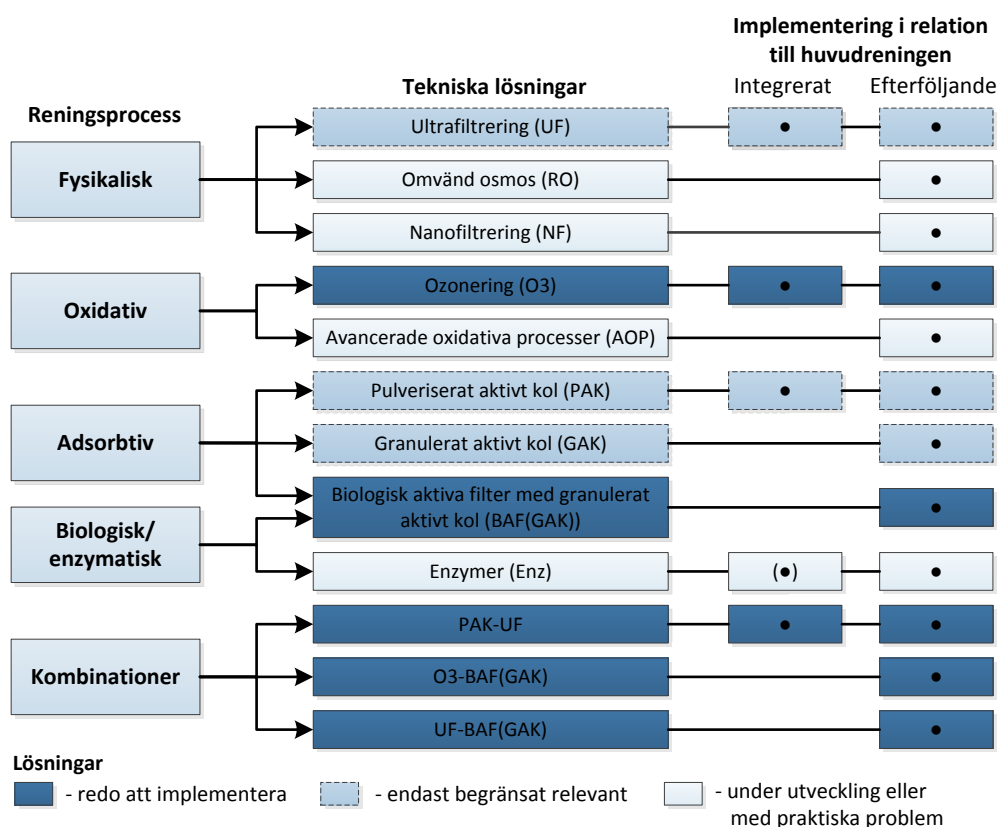 Implementering i relation
till huvudreningen
Tekniska lösningar
Integrerat
Efterföljande
Reningsprocess
Ultrafiltrering (UF)
•
•
Fysikalisk
Omvänd osmos (RO)
•
Nanofiltrering (NF)
•
Oxidativ
Ozonering (O3)
•
•
Avancerade oxidativa processer (AOP)
•
Adsorbtiv
Pulveriserat aktivt kol (PAK)
•
•
Granulerat aktivt kol (GAK)
•
Biologisk aktiva filter med granulerat
aktivt kol (BAF(GAK))
•
Biologisk/
enzymatisk
Enzymer (Enz)
(•)
•
Kombinationer
PAK-UF
•
•
O3-BAF(GAK)
•
UF-BAF(GAK)
•
Lösningar
- redo att implementera
- endast begränsat relevant
- under utveckling eller
med praktiska problem